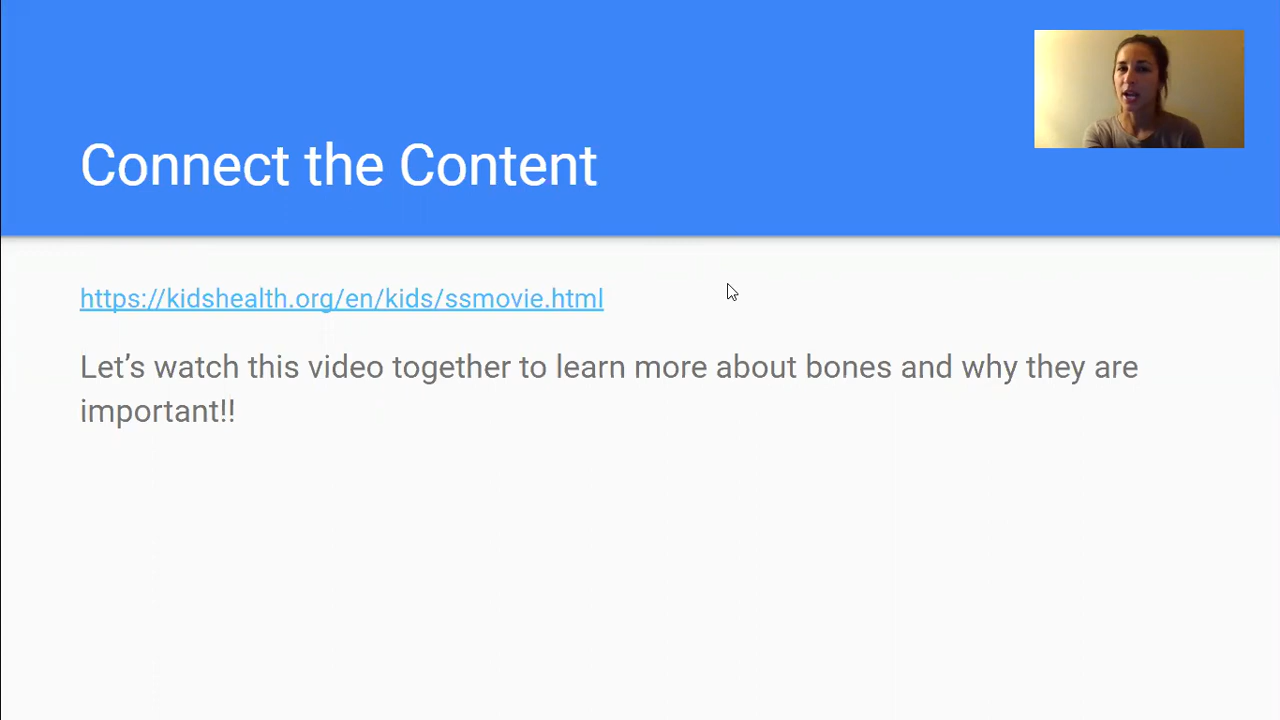 Connect the Content
https://kidshealth.org/en/kids/ssmovie.html
Let’s watch this video together to learn more about bones and why they are
important!!